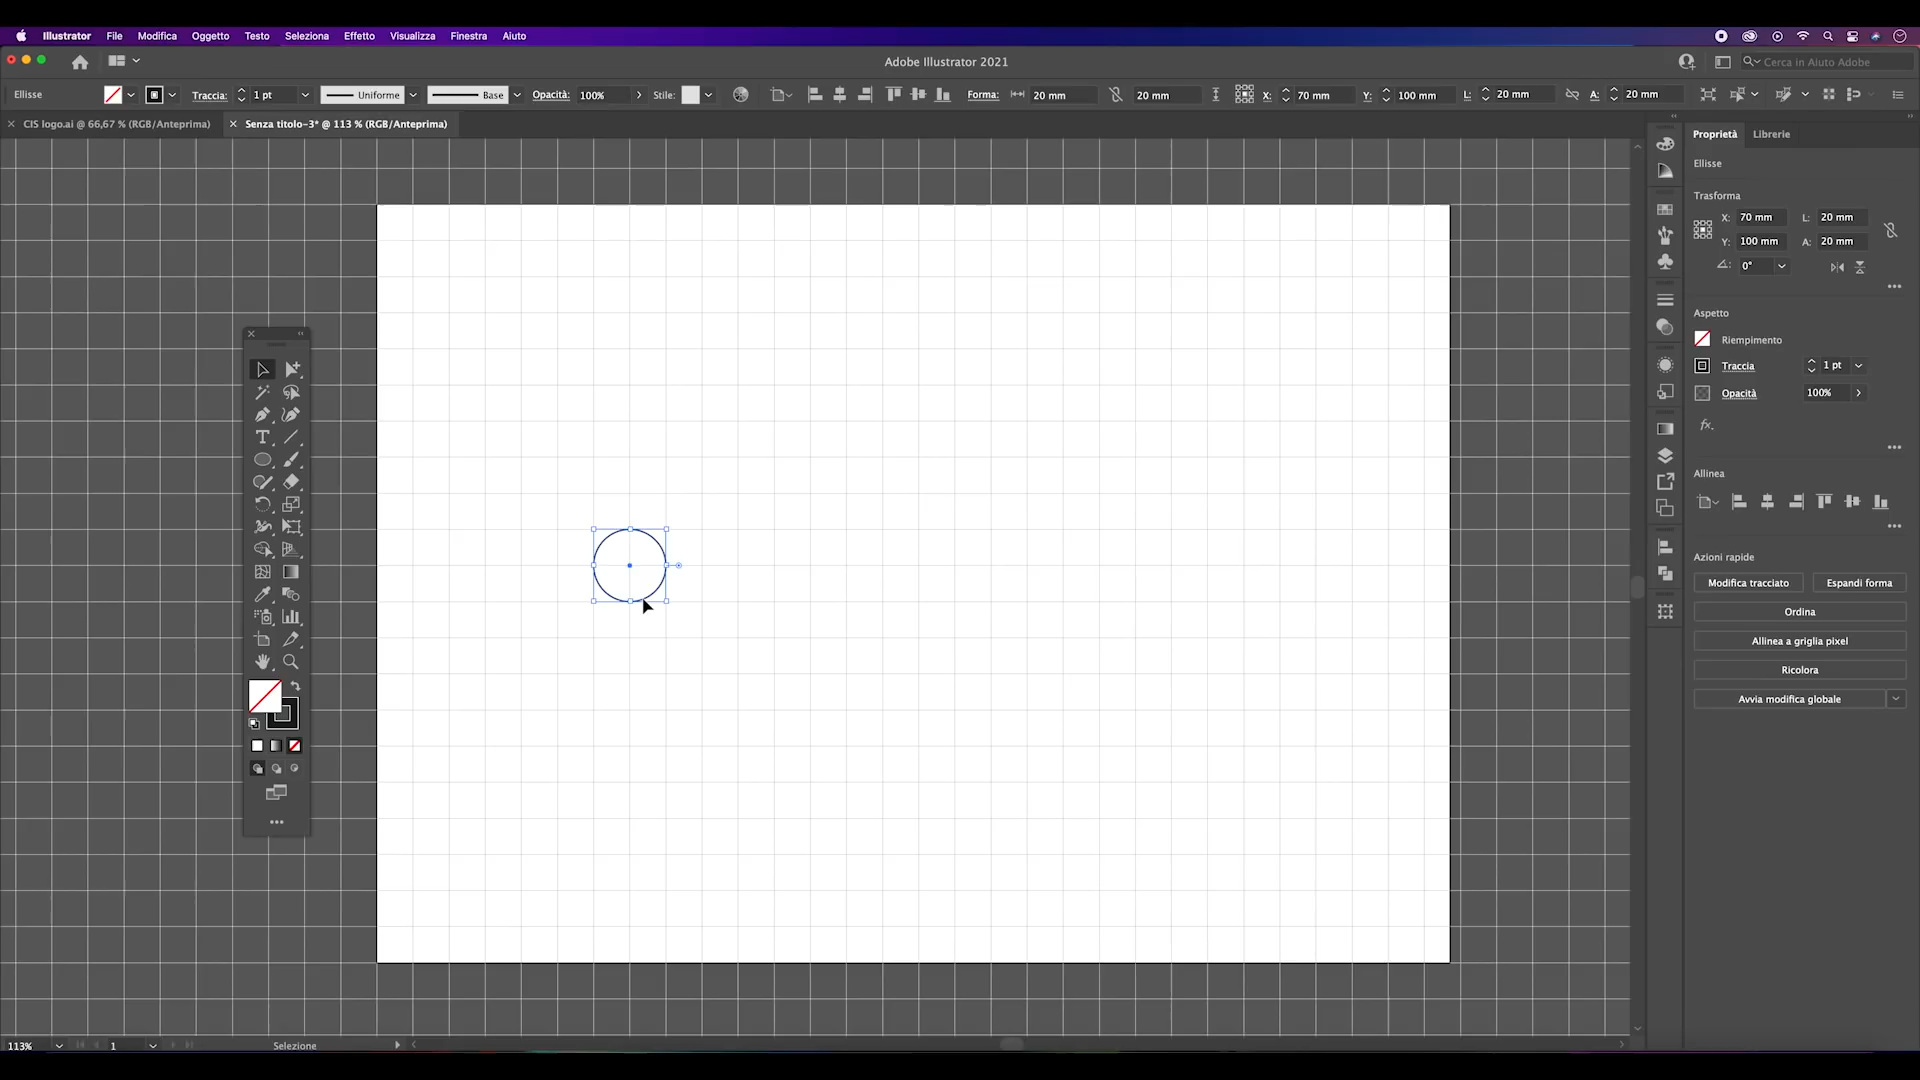 Illustrator File Modifica Oggetto Testo Seleziona Effetto Visualizza Finestra Aiuto
Adobe Illustrator 2021
Cerca in Aiuto Adobe
Ellisse Traccia: 1 pt Uniforme Base Opacità: 100% Stile: Forma: 20 mm 20 mm X: 70 mm Y: 100 mm L: 20 mm A: 20 mm
CIS logo.ai @ 66,67 % (RGB/Anteprima) Senza titolo-3* @ 113 % (RGB/Anteprima)
Proprietà Librerie
Ellisse
Trasforma
X: 70 mm L: 20 mm
Y: 100 mm A: 20 mm
0°
Aspetto
Riempimento
Traccia 1 pt
Opacità 100%
fx.
Allinea
Azioni rapide
Modifica tracciato Espandi forma
Ordina
Allinea a griglia pixel
Ricolora
Avvia modifica globale
113% 1 Selezione